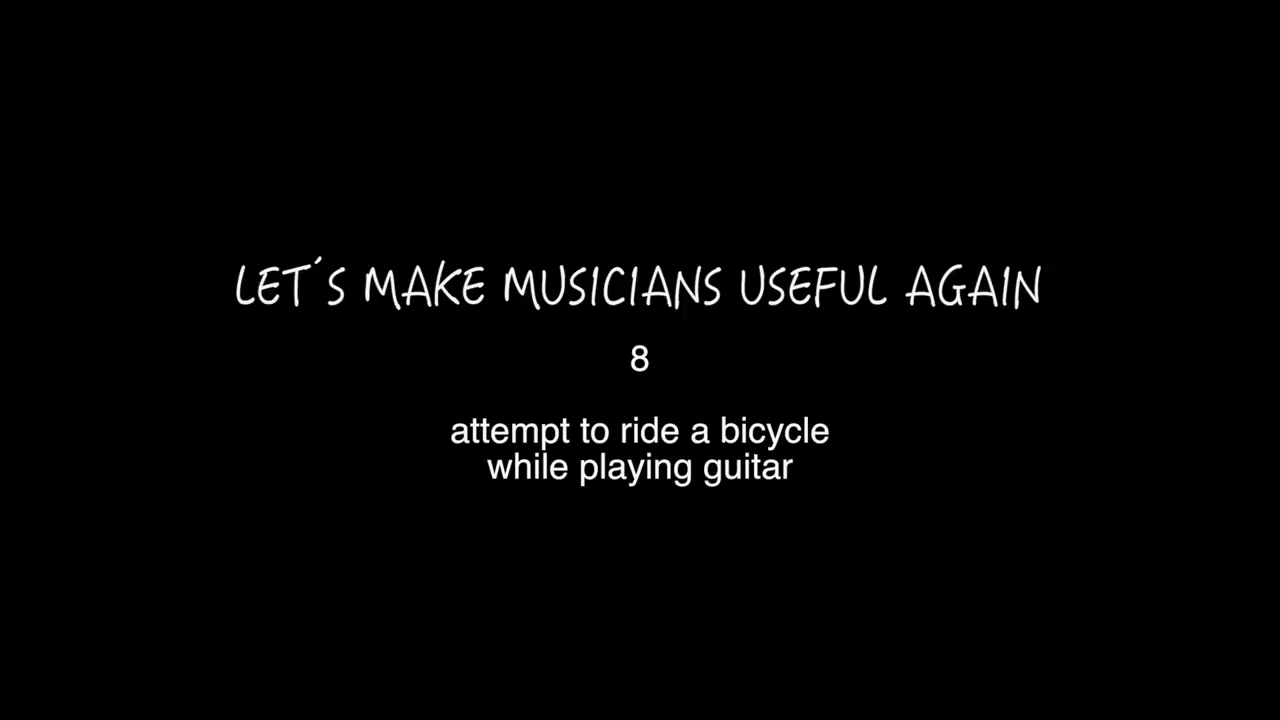 LET´S MAKE MUSICIANS USEFUL AGAIN
8
attempt to ride a bicycle
while playing guitar